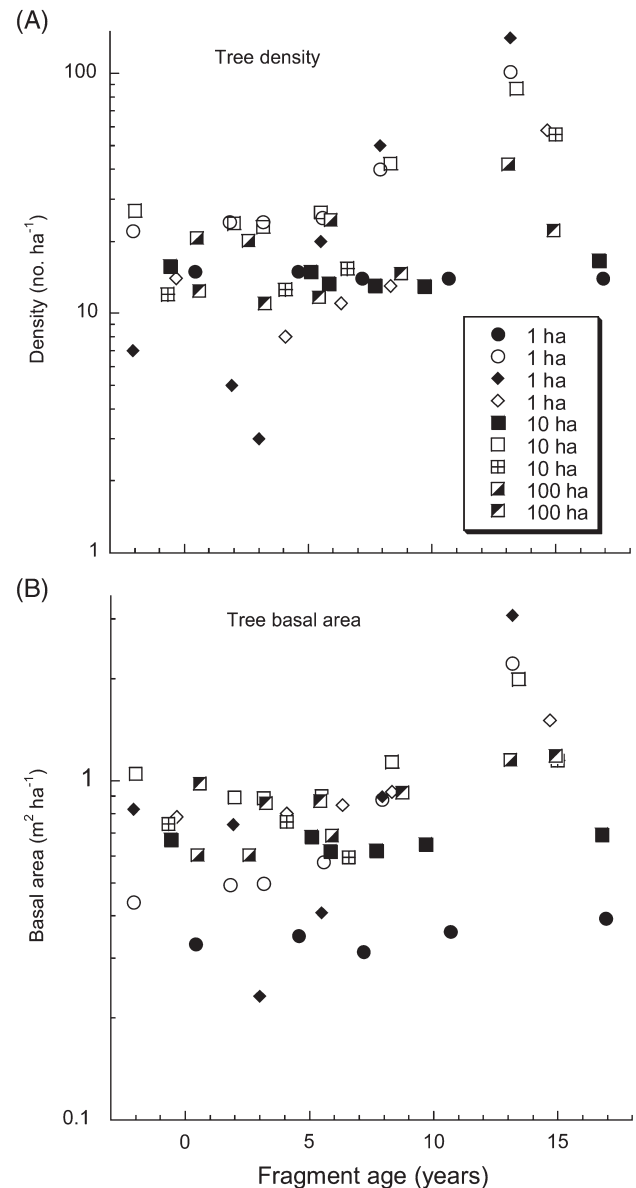 (A)
Tree density
100
10
1
Density (no. ha-1)
1 ha
1 ha
1 ha
1 ha
10 ha
10 ha
10 ha
100 ha
100 ha
(B)
Tree basal area
1
0.1
Basal area (m2 ha-1)
0 5 10 15
Fragment age (years)